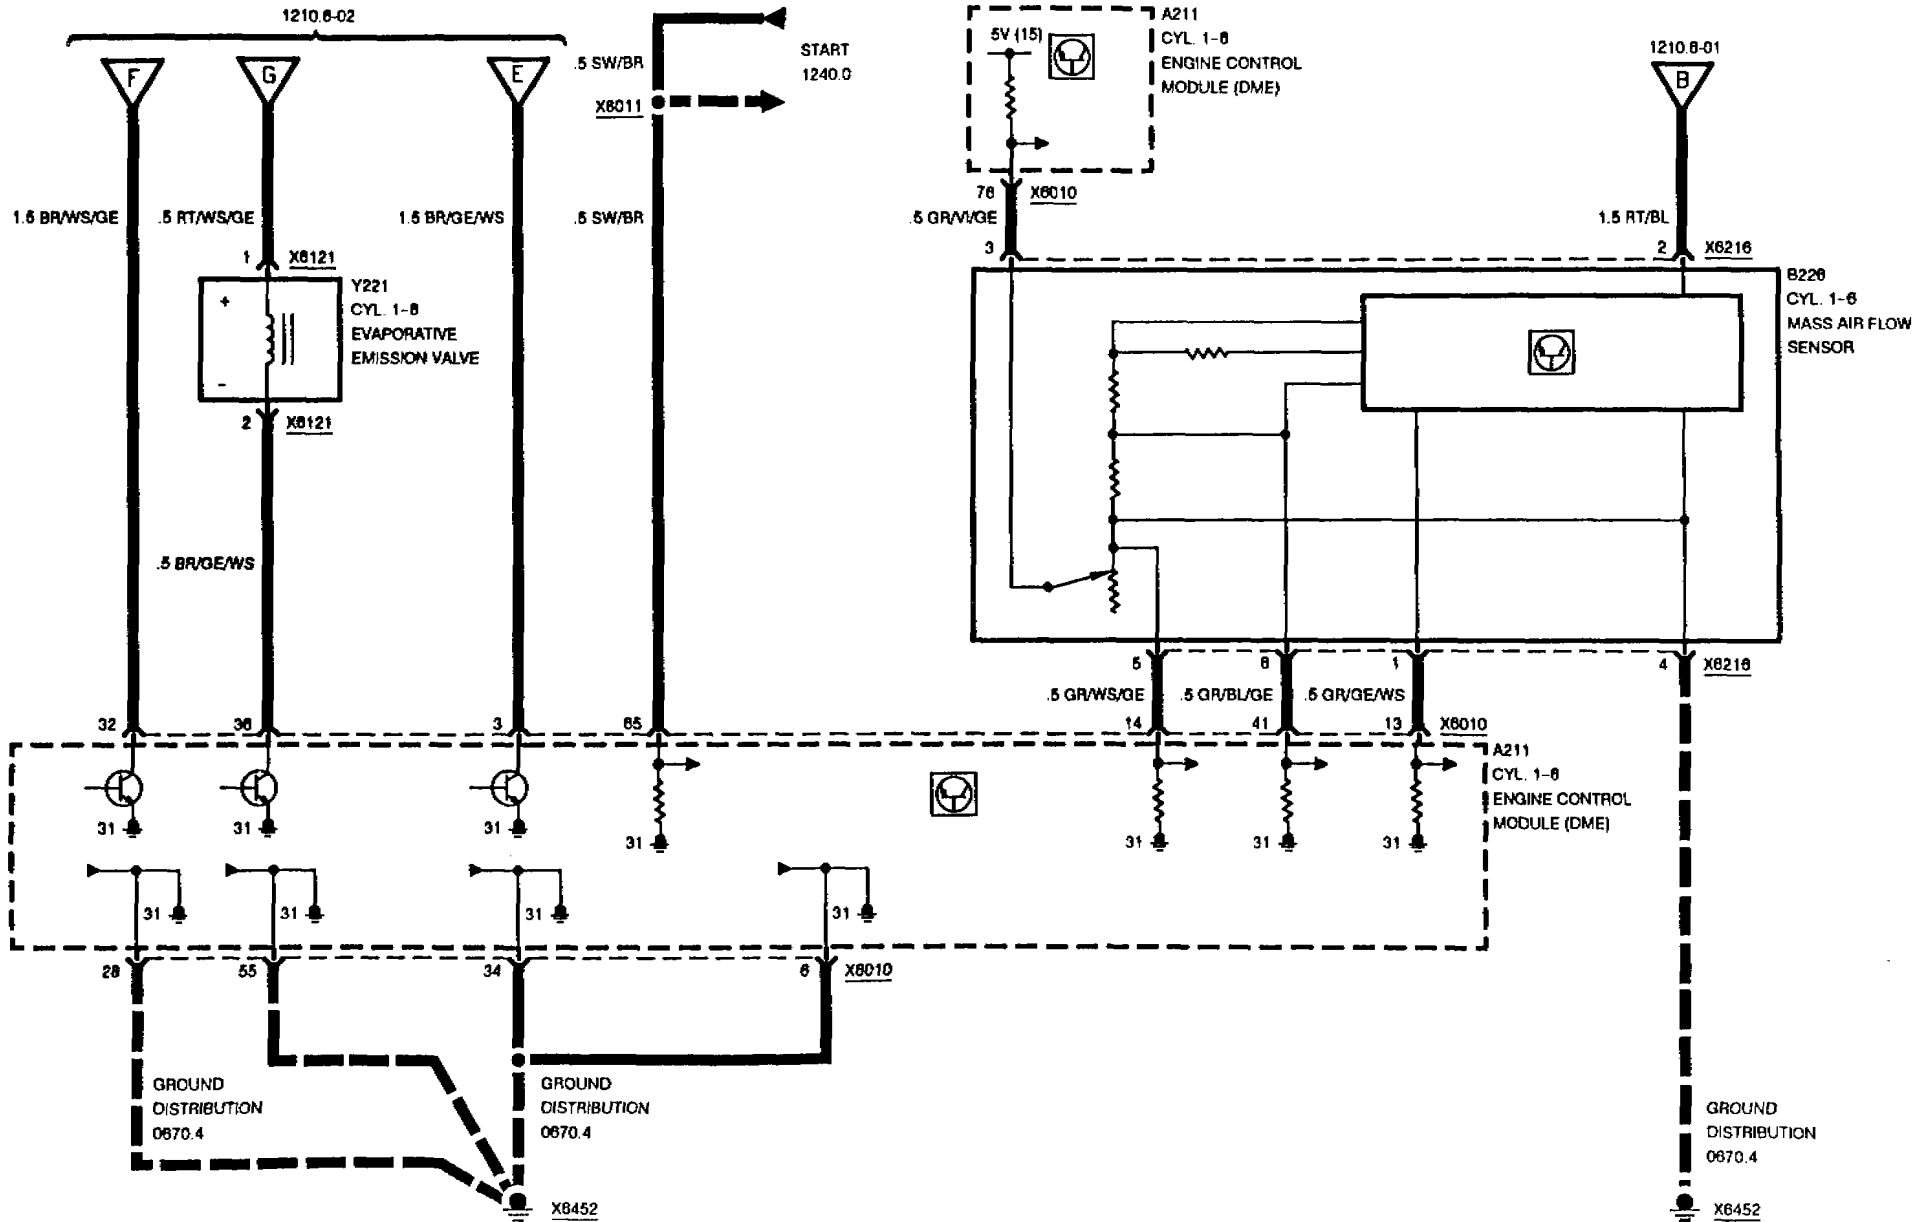 1210.6-02
F
G
E
.5 SW/BR
X6011
START
1240.0
5V (15)
A211
CYL. 1-6
ENGINE CONTROL
MODULE (DME)
1210.6-01
B
1.5 BR/WS/GE
.5 RT/WS/GE
1.5 BR/GE/WS
.5 SW/BR
76
X6010
.5 GR/VI/GE
3
1.5 RT/BL
2
X6216
1
X6121
+
-
Y221
CYL. 1-6
EVAPORATIVE
EMISSION VALVE
2
X6121
B226
CYL. 1-6
MASS AIR FLOW
SENSOR
.5 BR/GE/WS
5
6
1
4
X6216
.5 GR/WS/GE
.5 GR/BL/GE
.5 GR/GE/WS
32
36
3
65
14
41
13
X6010
A211
CYL. 1-6
ENGINE CONTROL
MODULE (DME)
31
31
31
31
31
31
31
31
31
31
31
28
55
34
6
X6010
GROUND
DISTRIBUTION
0670.4
GROUND
DISTRIBUTION
0670.4
GROUND
DISTRIBUTION
0670.4
X6452
X6452